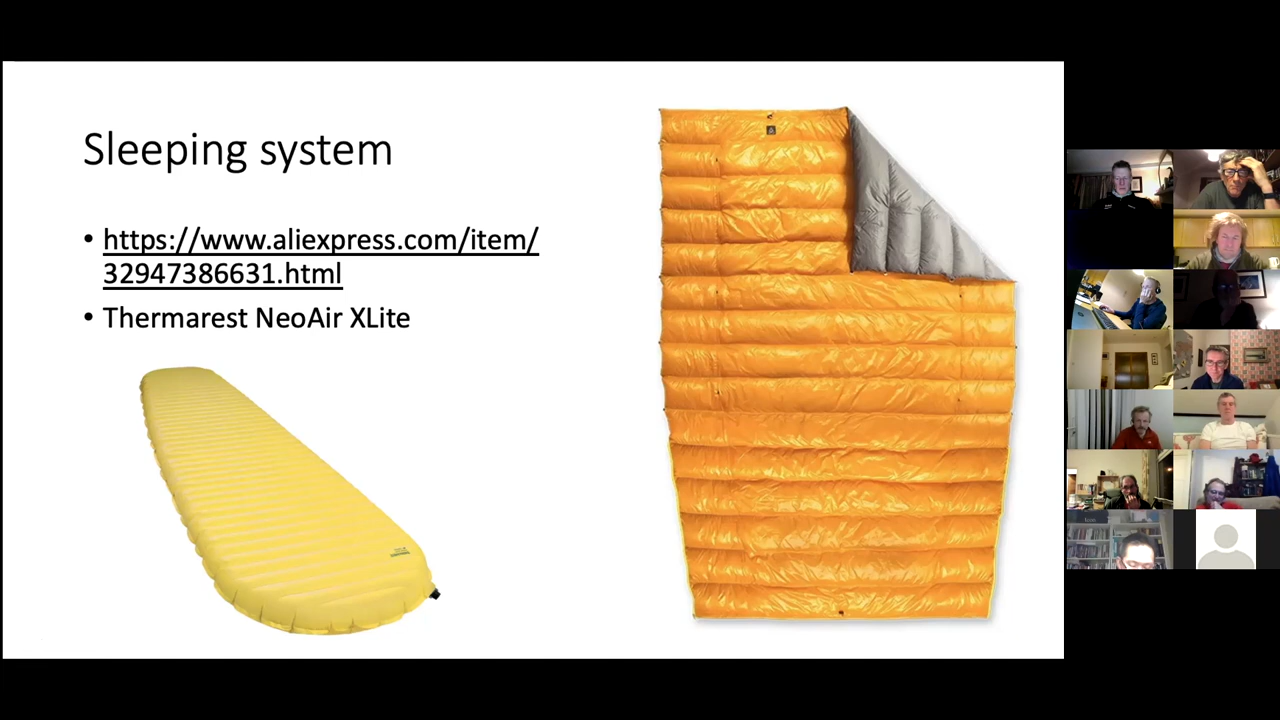 Sleeping system
• https://www.aliexpress.com/item/
32947386631.html
• Thermarest NeoAir XLite